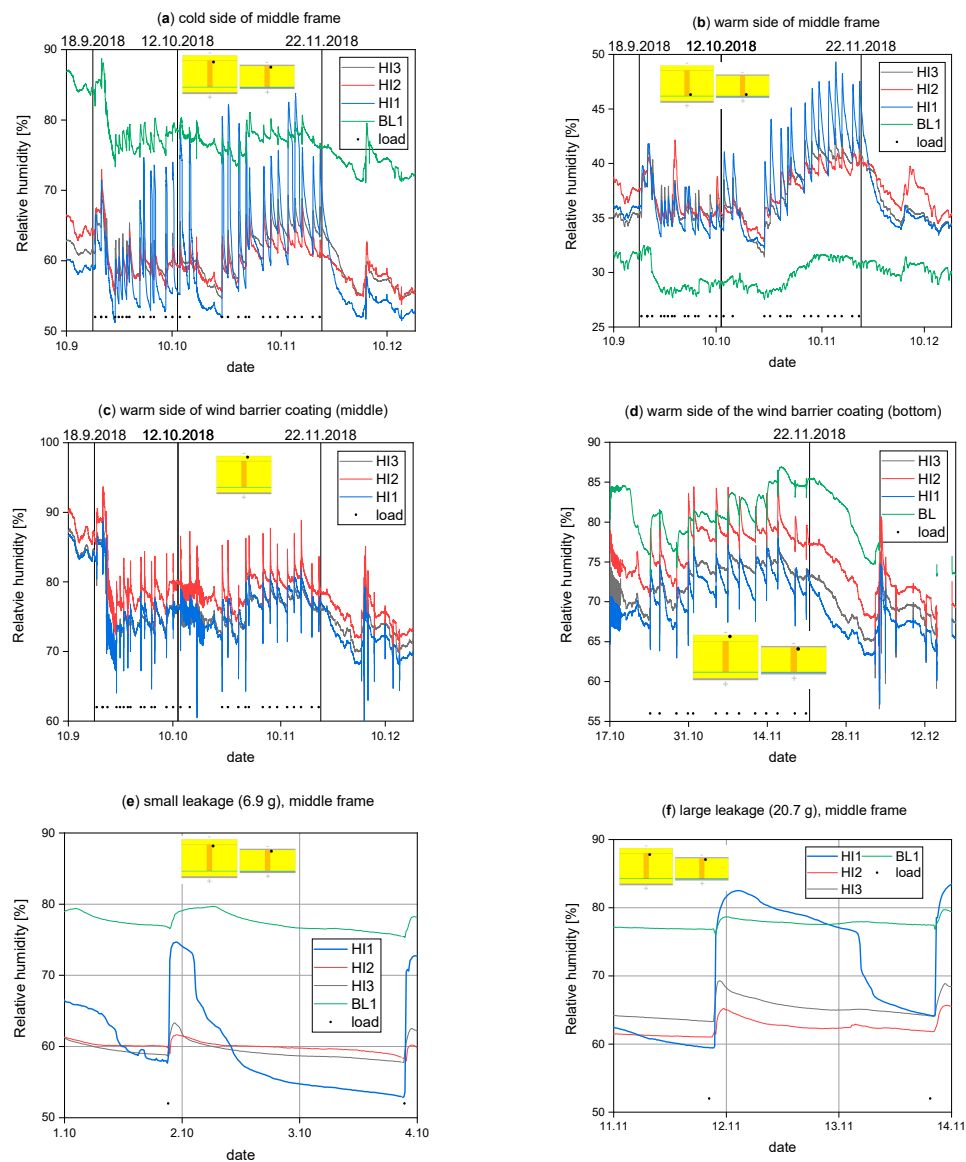 (a) cold side of middle frame
18.9.2018 12.10.2018 22.11.2018
90
80
70
60
50
Relative humidity [%]
HI3
HI2
HI1
BL1
load
10.9 10.10 10.11 10.12
date
(b) warm side of middle frame
18.9.2018 12.10.2018 22.11.2018
50
45
40
35
30
25
Relative humidity [%]
HI3
HI2
HI1
BL1
load
10.9 10.10 10.11 10.12
date
(c) warm side of wind barrier coating (middle)
18.9.2018 12.10.2018 22.11.2018
100
90
80
70
60
Relative humidity [%]
HI3
HI2
HI1
load
10.9 10.10 10.11 10.12
date
(d) warm side of the wind barrier coating (bottom)
22.11.2018
90
85
80
75
70
65
60
55
Relative humidity [%]
HI3
HI2
HI1
BL
load
17.10 31.10 14.11 28.11 12.12
date
(e) small leakage (6.9 g), middle frame
90
80
70
60
50
Relative humidity [%]
HI1
HI2
HI3
BL1
load
1.10 2.10 3.10 4.10
date
(f) large leakage (20.7 g), middle frame
90
80
70
60
50
Relative humidity [%]
HI1 BL1
HI2 load
HI3
11.11 12.11 13.11 14.11
date